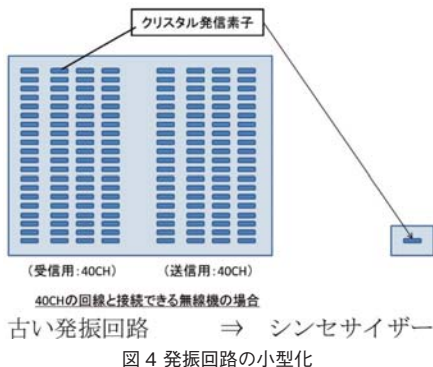 クリスタル発信素子
(受信用:40CH) (送信用:40CH)
40CHの回線と接続できる無線機の場合
古い発振回路 ⇒ シンセサイザー
図 4 発振回路の小型化